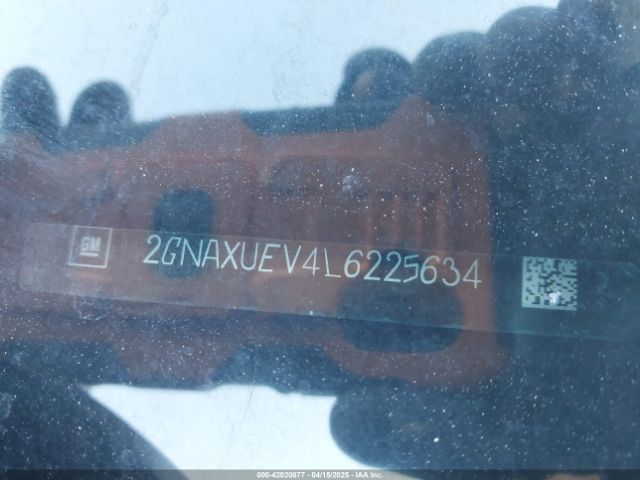 GM
2GNAXUEV4L6225634
000-42020877 - 04/15/2025 - IAA Inc.